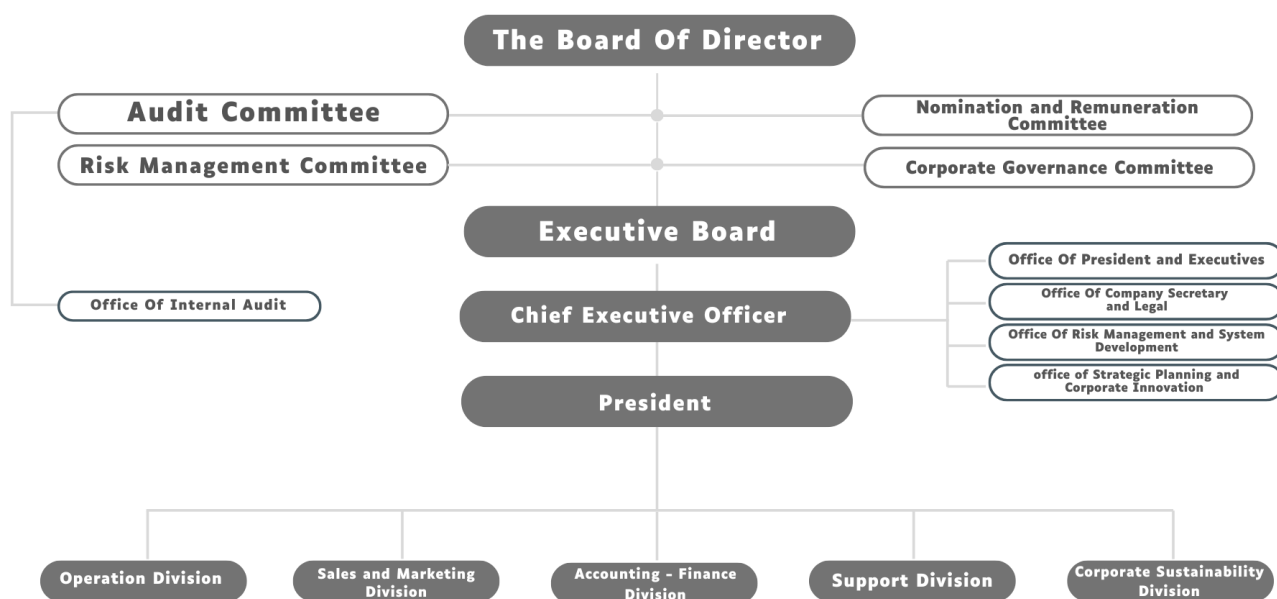 The Board Of Director
Audit Committee
Nomination and Remuneration
Committee
Risk Management Committee
Corporate Governance Committee
Executive Board
Office Of President and Executives
Office Of Internal Audit
Chief Executive Officer
Office Of Company Secretary
and Legal
Office Of Risk Management and System
Development
office of Strategic Planning and
Corporate Innovation
President
Operation Division
Sales and Marketing
Division
Accounting - Finance
Division
Support Division
Corporate Sustainability
Division